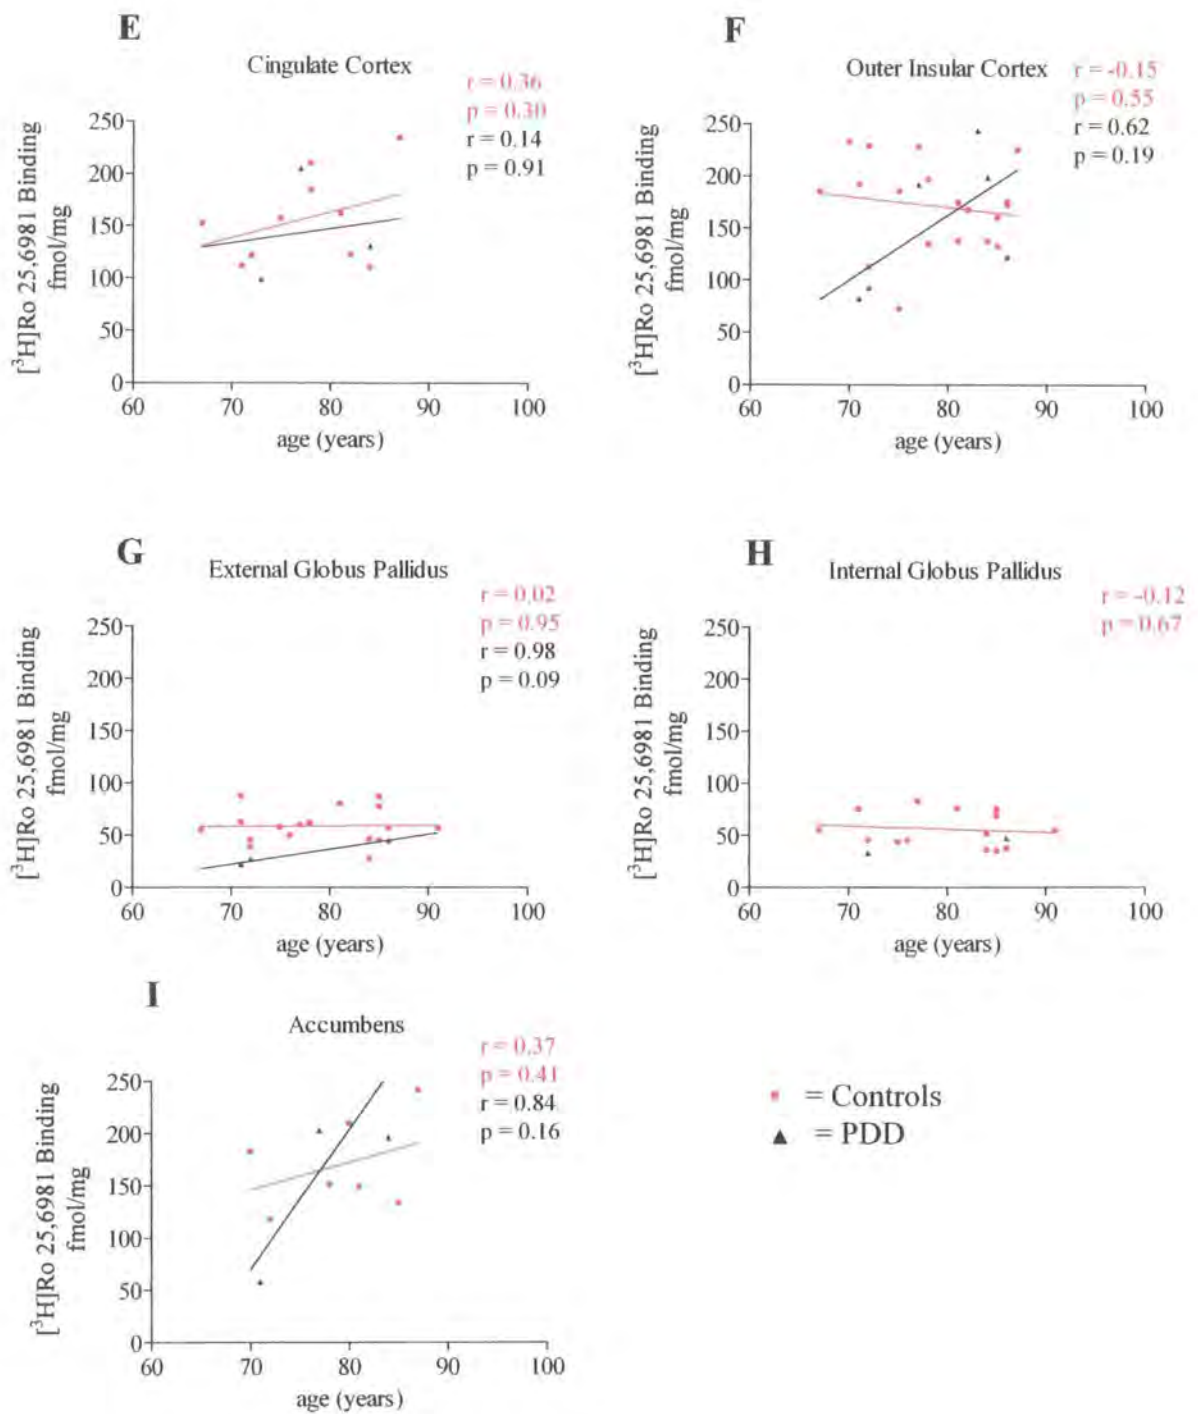 E
Cingulate Cortex
r = 0.36
p = 0.30
r = 0.14
p = 0.91
[³H]Ro 25,6981 Binding
fmol/mg
250
200
150
100
50
0
60 70 80 90 100
age (years)
F
Outer Insular Cortex
r = -0.15
p = 0.55
r = 0.62
p = 0.19
[³H]Ro 25,6981 Binding
fmol/mg
250
200
150
100
50
0
60 70 80 90 100
age (years)
G
External Globus Pallidus
r = 0.02
p = 0.95
r = 0.98
p = 0.09
[³H]Ro 25,6981 Binding
fmol/mg
250
200
150
100
50
0
60 70 80 90 100
age (years)
H
Internal Globus Pallidus
r = -0.12
p = 0.67
[³H]Ro 25,6981 Binding
fmol/mg
250
200
150
100
50
0
60 70 80 90 100
age (years)
I
Accumbens
r = 0.37
p = 0.41
r = 0.84
p = 0.16
[³H]Ro 25,6981 Binding
fmol/mg
250
200
150
100
50
0
60 70 80 90 100
age (years)
= Controls
= PDD